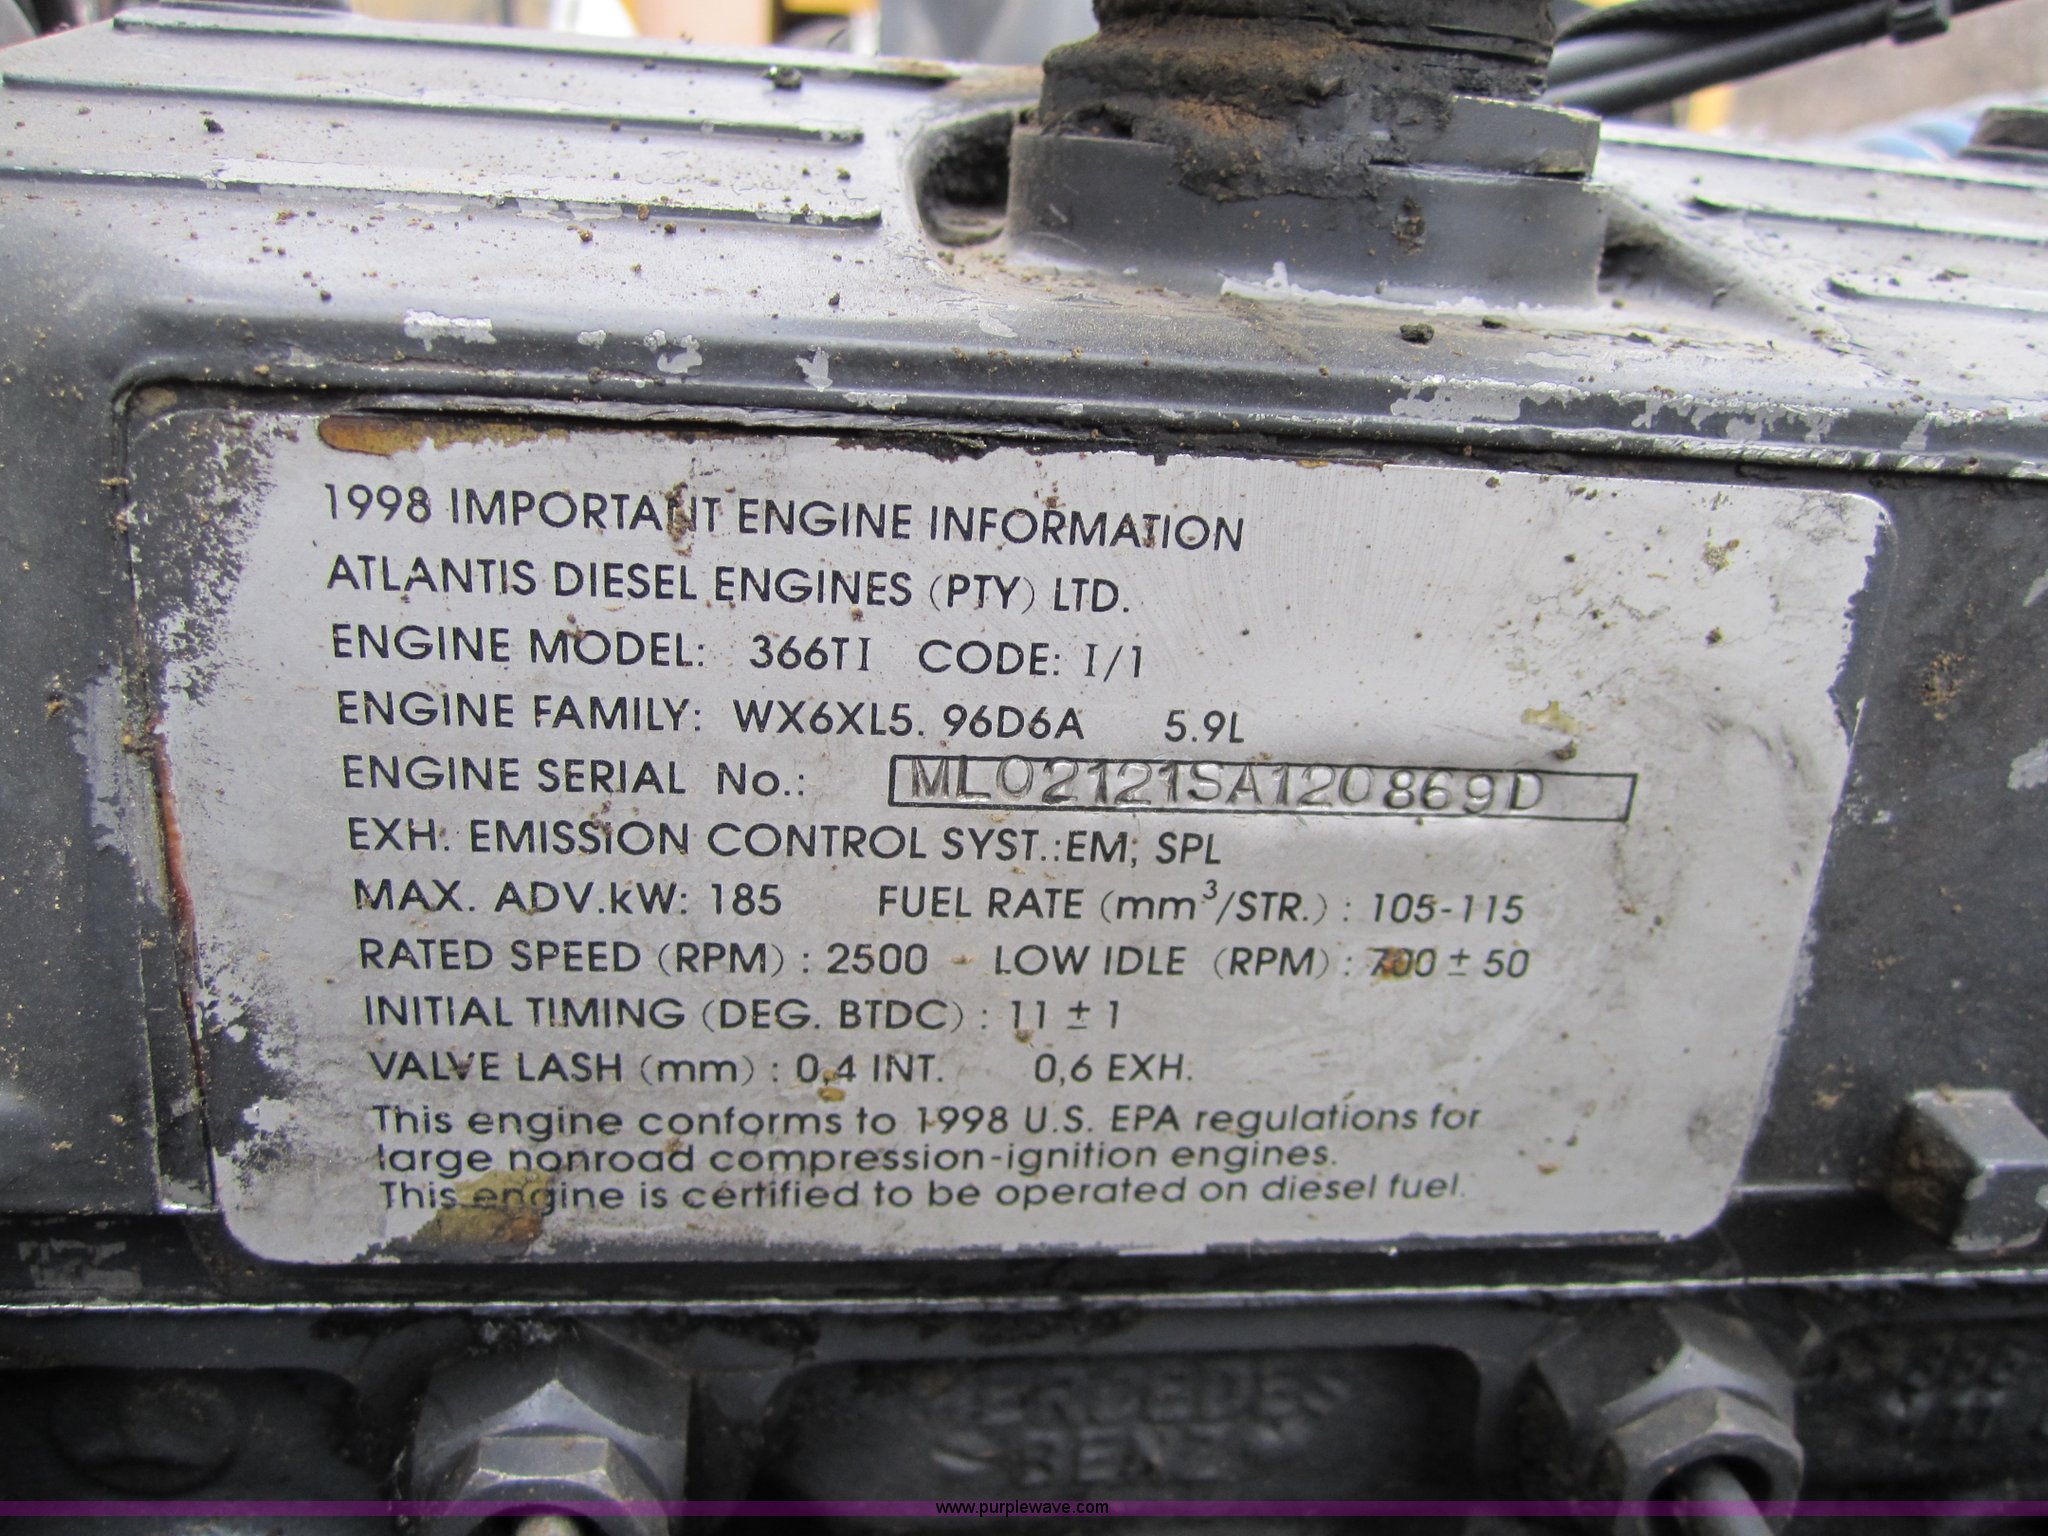 1998 IMPORTANT ENGINE INFORMATION
ATLANTIS DIESEL ENGINES (PTY) LTD.
ENGINE MODEL: 366TI CODE: I/1
ENGINE FAMILY: WX6XL5. 96D6A 5.9L
ENGINE SERIAL No.: ML02121SA120869D
EXH. EMISSION CONTROL SYST.:EM; SPL
MAX. ADV.kW: 185 FUEL RATE (mm³/STR.) : 105-115
RATED SPEED (RPM) : 2500 LOW IDLE (RPM) : 700 ± 50
INITIAL TIMING (DEG. BTDC) : 11 ± 1
VALVE LASH (mm) : 0,4 INT. 0,6 EXH.
This engine conforms to 1998 U.S. EPA regulations for
large nonroad compression-ignition engines.
This engine is certified to be operated on diesel fuel.
MERCEDES
BENZ
www.purplewave.com